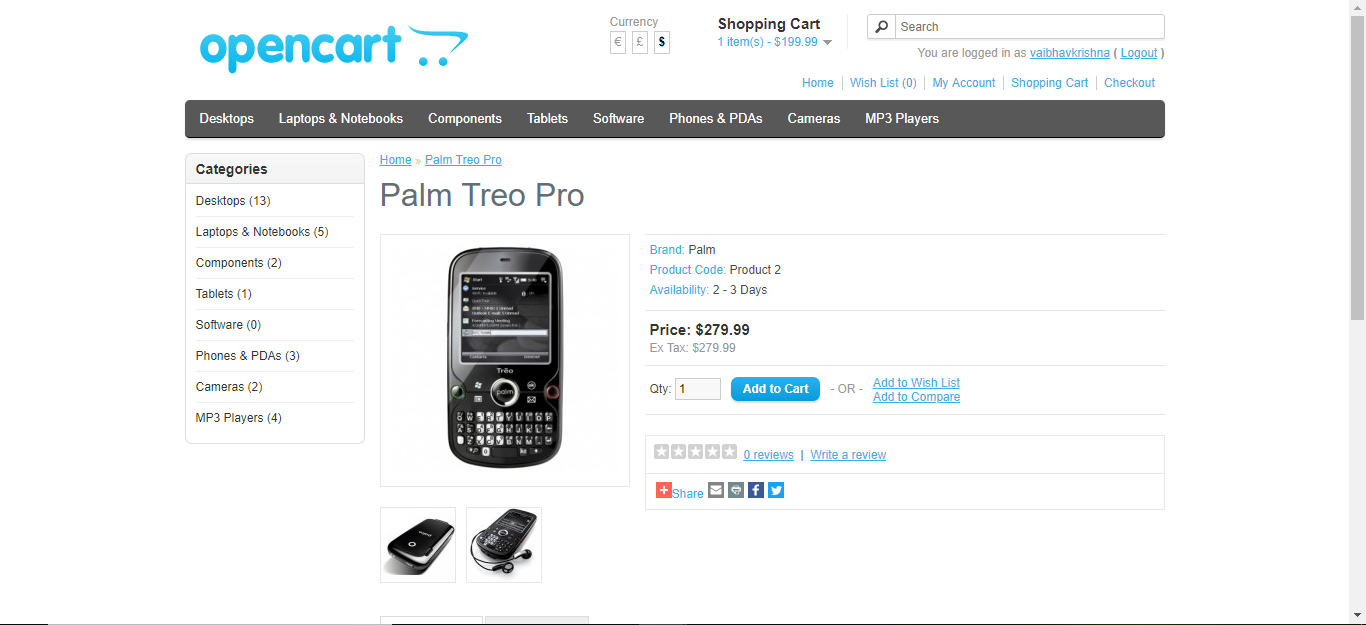 opencart
Currency
€ £ $
Shopping Cart
1 item(s) - $199.99
Search
You are logged in as vaibhavkrishna ( Logout )
Home Wish List (0) My Account Shopping Cart Checkout
Desktops Laptops & Notebooks Components Tablets Software Phones & PDAs Cameras MP3 Players
Categories
Desktops (13)
Laptops & Notebooks (5)
Components (2)
Tablets (1)
Software (0)
Phones & PDAs (3)
Cameras (2)
MP3 Players (4)
Home » Palm Treo Pro
Palm Treo Pro
Start
Trēo
palm
Brand: Palm
Product Code: Product 2
Availability: 2 - 3 Days
Price: $279.99
Ex Tax: $279.99
Qty: 1 Add to Cart - OR - Add to Wish List
Add to Compare
0 reviews | Write a review
Share